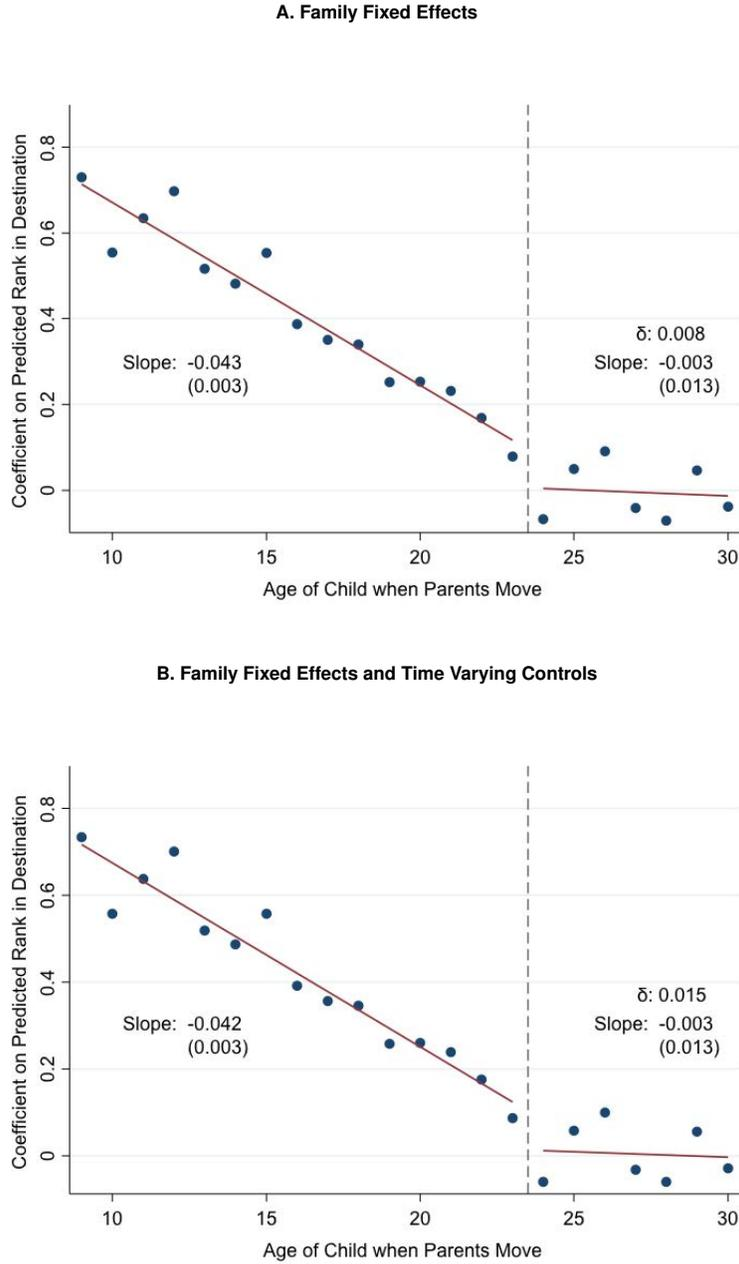 A. Family Fixed Effects
Coefficient on Predicted Rank in Destination
0.8
0.6
0.4
0.2
0
δ: 0.008
Slope: -0.043
(0.003)
Slope: -0.003
(0.013)
10 15 20 25 30
Age of Child when Parents Move
B. Family Fixed Effects and Time Varying Controls
Coefficient on Predicted Rank in Destination
0.8
0.6
0.4
0.2
0
δ: 0.015
Slope: -0.042
(0.003)
Slope: -0.003
(0.013)
10 15 20 25 30
Age of Child when Parents Move